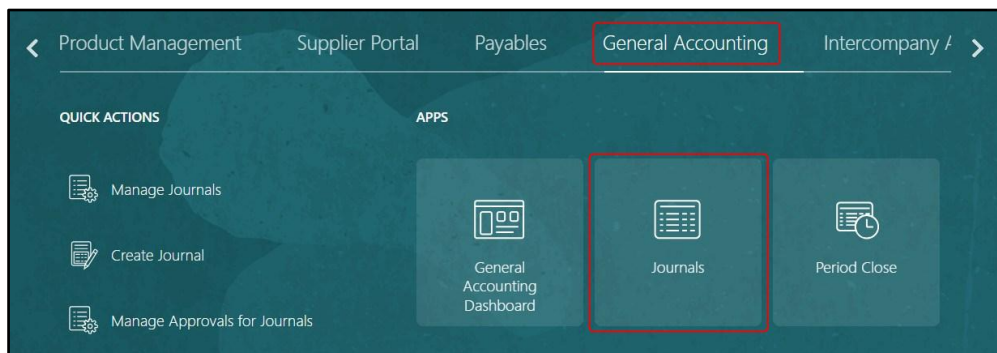 Product Management Supplier Portal Payables General Accounting Intercompany
QUICK ACTIONS APPS
Manage Journals
Create Journal
Manage Approvals for Journals
General
Accounting
Dashboard
Journals
Period Close